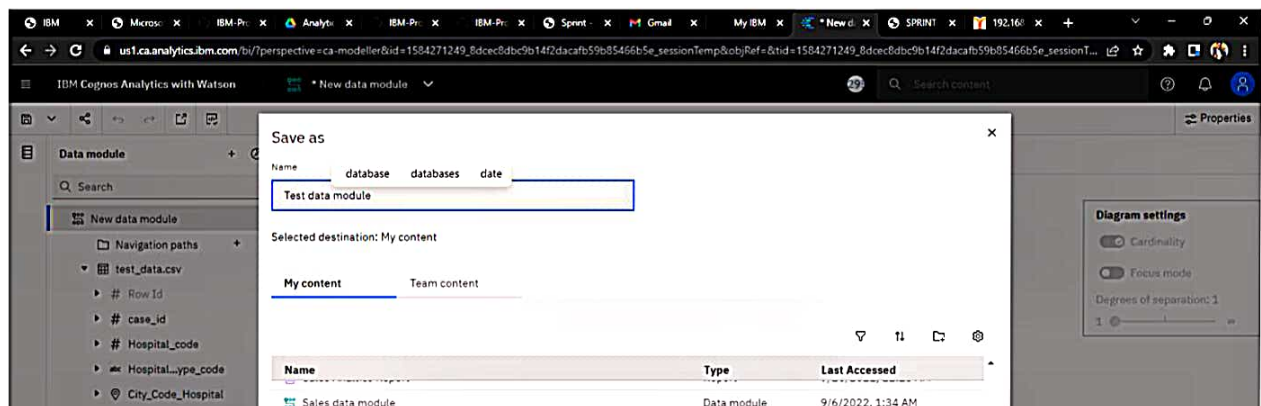 IBM Microso IBM-Pro Analytic IBM-Pro IBM-Pro Sprint - Gmail My IBM * New d SPRINT 192.168
us1.ca.analytics.ibm.com/bi/?perspective=ca-modeller&id=1584271249_8dcec8dbc9b14f2dacafb59b85466b5e_sessionTemp&objRef=&tid=1584271249_8dcec8dbc9b14f2dacafb59b85466b5e_sessionT...
IBM Cognos Analytics with Watson
* New data module
Search content
Properties
Data module
Search
New data module
Navigation paths
test_data.csv
# Row Id
# case_id
# Hospital_code
abc Hospital...ype_code
City_Code_Hospital
Save as
Name
database databases date
Test data module
Selected destination: My content
My content Team content
Name Type Last Accessed
Sales data module Data module 9/6/2022, 1:34 AM
Diagram settings
Cardinality
Focus mode
Degrees of separation: 1
1 ∞